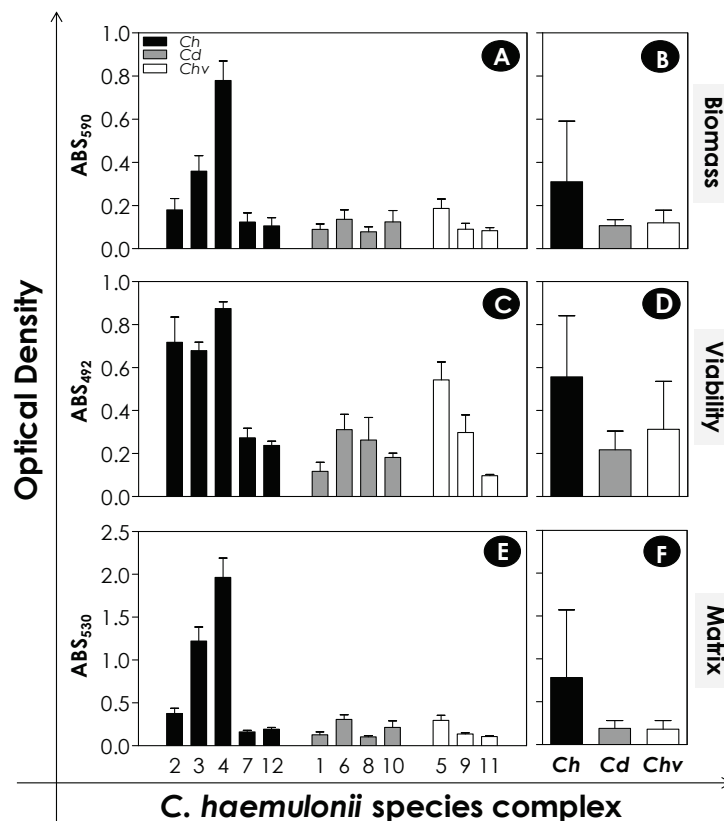 Optical Density
Ch
Cd
Chv
A
B
Biomass
ABS590
1.0
0.8
0.6
0.4
0.2
0.0
C
D
Viability
ABS492
1.0
0.8
0.6
0.4
0.2
0.0
E
F
Matrix
ABS530
2.5
2.0
1.5
1.0
0.5
0.0
2 3 4 7 12 1 6 8 10 5 9 11 Ch Cd Chv
C. haemulonii species complex